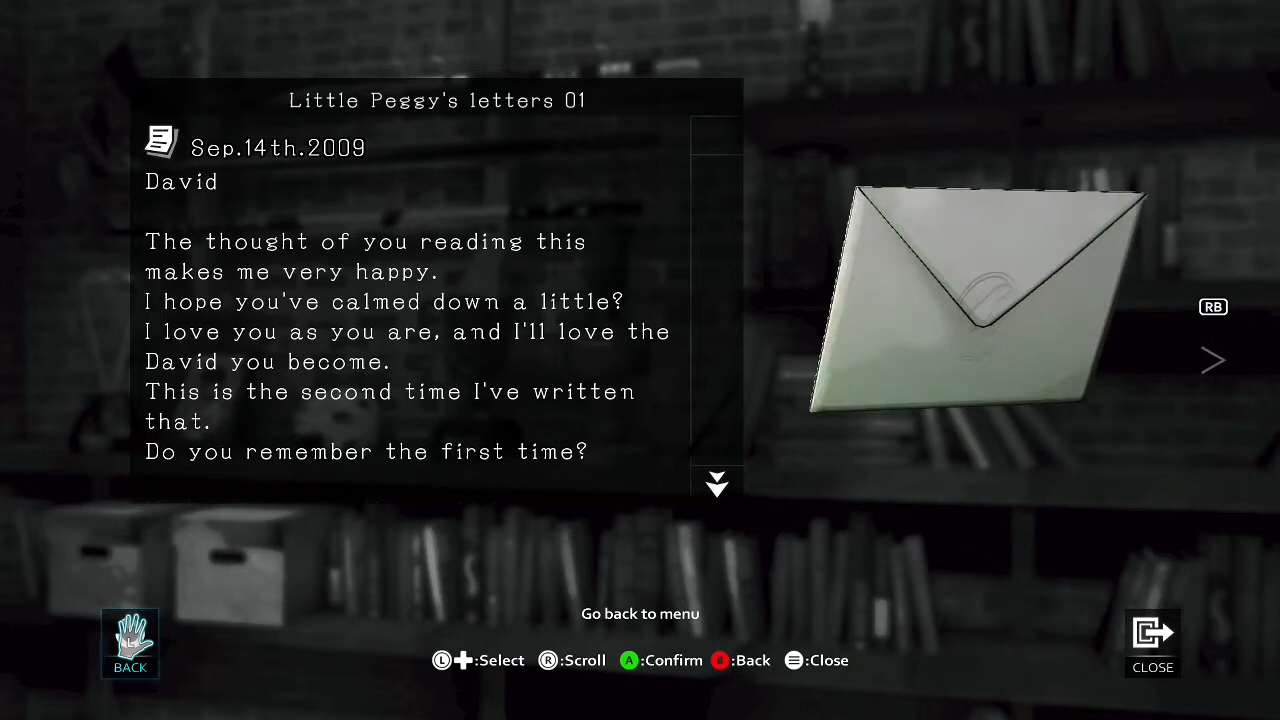 Little Peggy's letters 01
Sep.14th.2009
David
The thought of you reading this
makes me very happy.
I hope you've calmed down a little?
I love you as you are, and I'll love the
David you become.
This is the second time I've written
that.
Do you remember the first time?
RB
Go back to menu
L :Select R :Scroll A :Confirm B :Back :Close
L
BACK
CLOSE